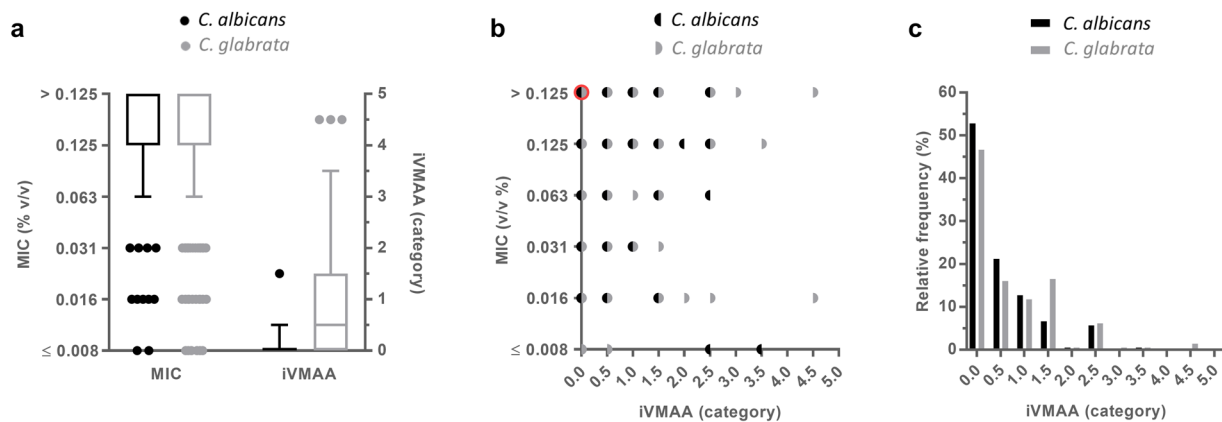 a
C. albicans
C. glabrata
MIC (% v/v)
> 0.125
0.125
0.063
0.031
0.016
≤ 0.008
5
4
3
2
1
0
iVMAA (category)
MIC
iVMAA
b
C. albicans
C. glabrata
MIC (v/v %)
> 0.125
0.125
0.063
0.031
0.016
≤ 0.008
0.0 0.5 1.0 1.5 2.0 2.5 3.0 3.5 4.0 4.5 5.0
iVMAA (category)
c
C. albicans
C. glabrata
Relative frequency (%)
60
50
40
30
20
10
0
0.0 0.5 1.0 1.5 2.0 2.5 3.0 3.5 4.0 4.5 5.0
iVMAA (category)